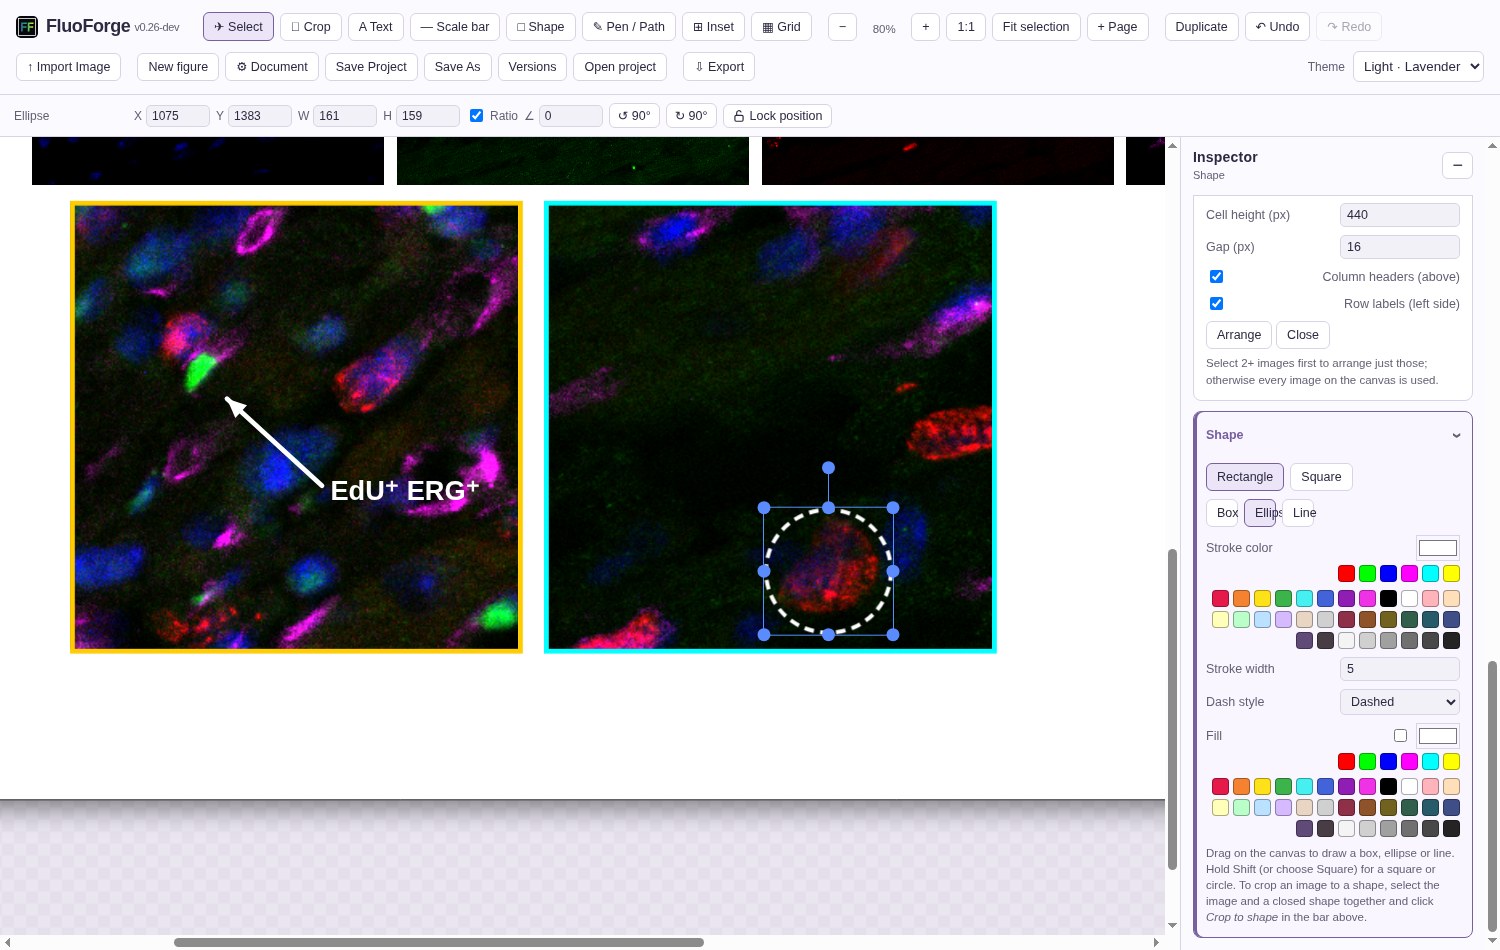 FF FluoForge v0.26-dev ✈ Select Crop A Text — Scale bar □ Shape ✎ Pen / Path ⊞ Inset ▦ Grid − 80% + 1:1 Fit selection + Page Duplicate ↶ Undo ↷ Redo
↑ Import Image New figure ⚙ Document Save Project Save As Versions Open project ⇩ Export Theme Light · Lavender
Ellipse X 1075 Y 1383 W 161 H 159 Ratio ∠ 0 ↺ 90° ↻ 90° Lock position
EdU⁺ ERG⁺
Inspector
Shape
−
Cell height (px) 440
Gap (px) 16
Column headers (above)
Row labels (left side)
Arrange Close
Select 2+ images first to arrange just those;
otherwise every image on the canvas is used.
Shape
Rectangle Square
Box Ellips Line
Stroke color
Stroke width 5
Dash style Dashed
Fill
Drag on the canvas to draw a box, ellipse or line.
Hold Shift (or choose Square) for a square or
circle. To crop an image to a shape, select the
image and a closed shape together and click
Crop to shape in the bar above.